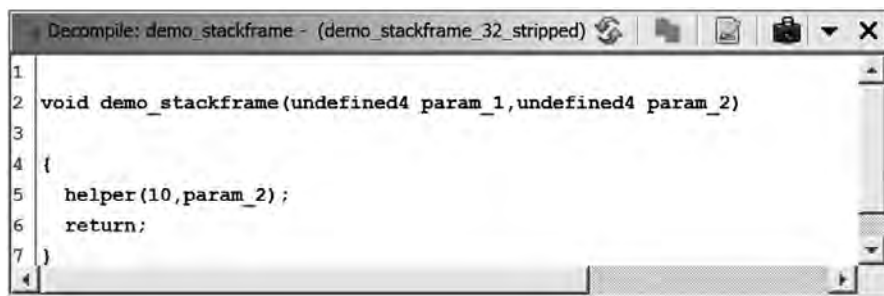 Decompile: demo_stackframe - (demo_stackframe_32_stripped)
1
2 void demo_stackframe(undefined4 param_1,undefined4 param_2)
3
4 {
5 helper(10,param_2);
6 return;
7 }